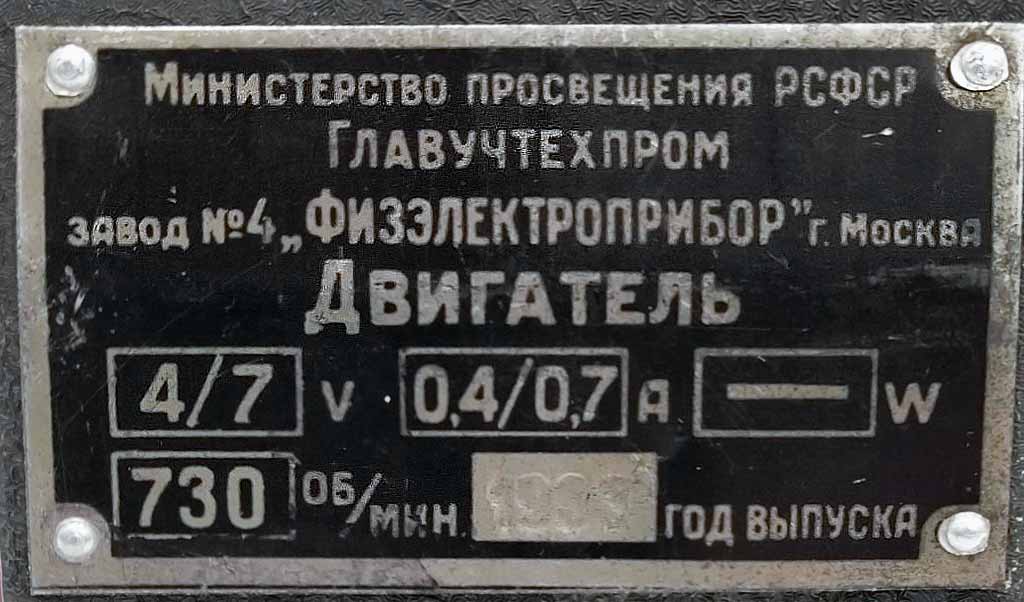 Министерство просвещения РСФСР
Главучтехпром
завод №4 „Физэлектроприбор” г. Москва
Двигатель
4/7 V 0,4/0,7 А — W
730 об/мин. год выпуска